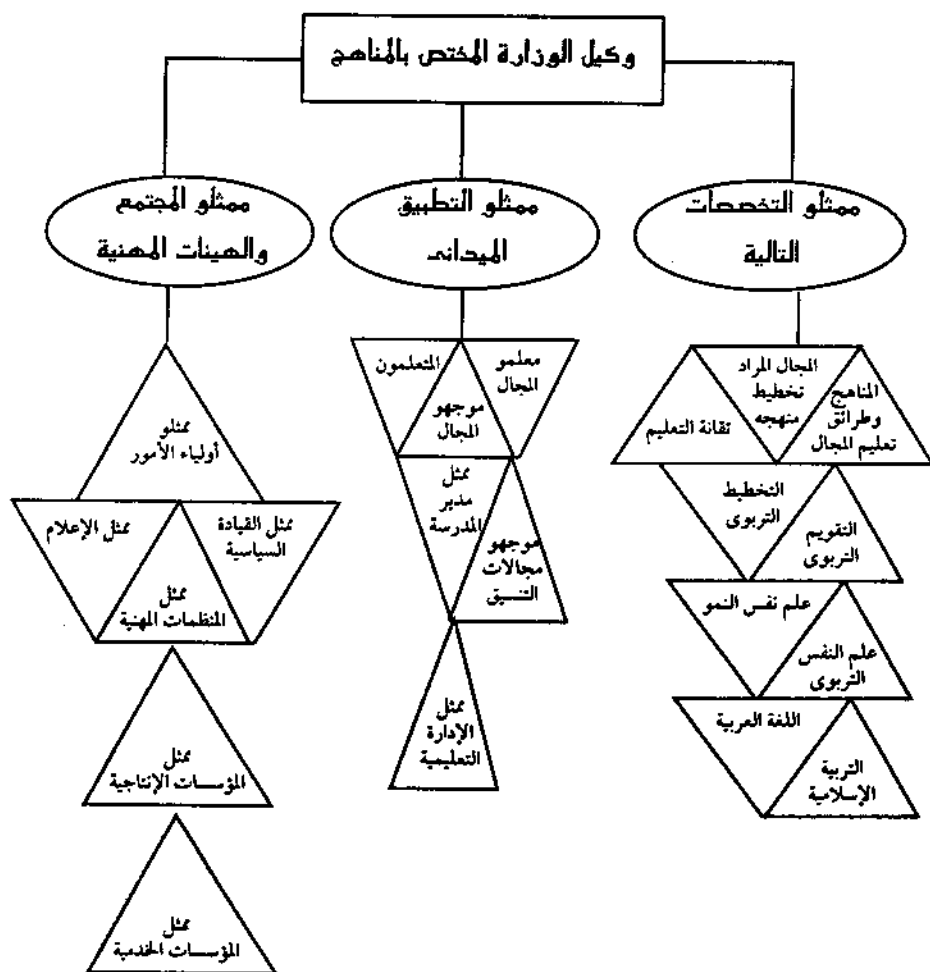 وكيل الوزارة المختص بالمناهج
ممثلو التخصصات
التالية
ممثلو التطبيق
الميدانى
ممثلو المجتمع
والهيئات المهنية
المناهج
وطرائق
تعليم المجال
المجال المراد
تخطيط
منهجه
تقانة التعليم
التقويم
التربوى
التخطيط
التربوى
علم النفس
التربوى
علم نفس النمو
التربية
الإسلامية
اللغة العربية
معلمو
المجال
موجهو
المجال
المتعلمون
موجهو
مجالات
التنسيق
ممثل
مدير
المدرسة
ممثل
الإدارة
التعليمية
ممثلو
أولياء الأمور
ممثل القيادة
السياسية
ممثل
المنظمات المهنية
ممثل الإعلام
ممثل
المؤسسات الإنتاجية
ممثل
المؤسسات الخدمية